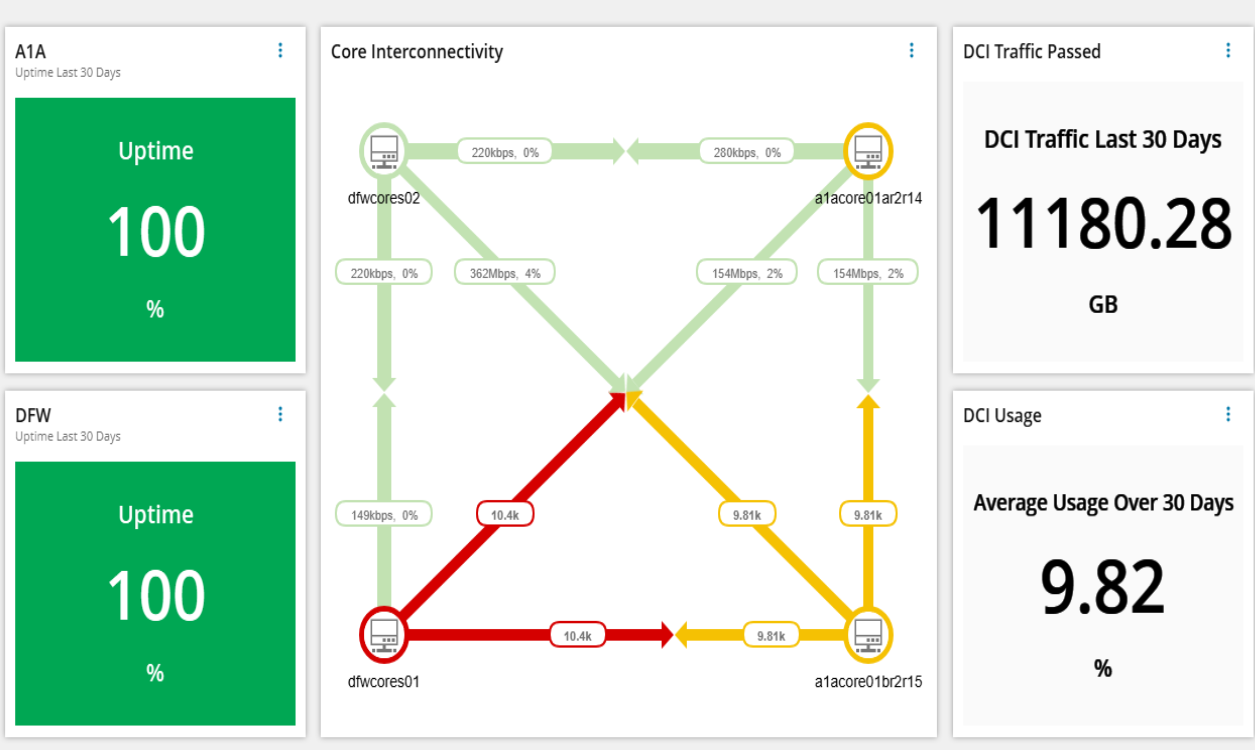 A1A
Uptime Last 30 Days
Uptime
100
%
DFW
Uptime Last 30 Days
Uptime
100
%
Core Interconnectivity
220kbps, 0%
280kbps, 0%
dfwcores02
a1acore01ar2r14
220kbps, 0%
362Mbps, 4%
154Mbps, 2%
154Mbps, 2%
149kbps, 0%
10.4k
9.81k
9.81k
10.4k
9.81k
dfwcores01
a1acore01br2r15
DCI Traffic Passed
DCI Traffic Last 30 Days
11180.28
GB
DCI Usage
Average Usage Over 30 Days
9.82
%